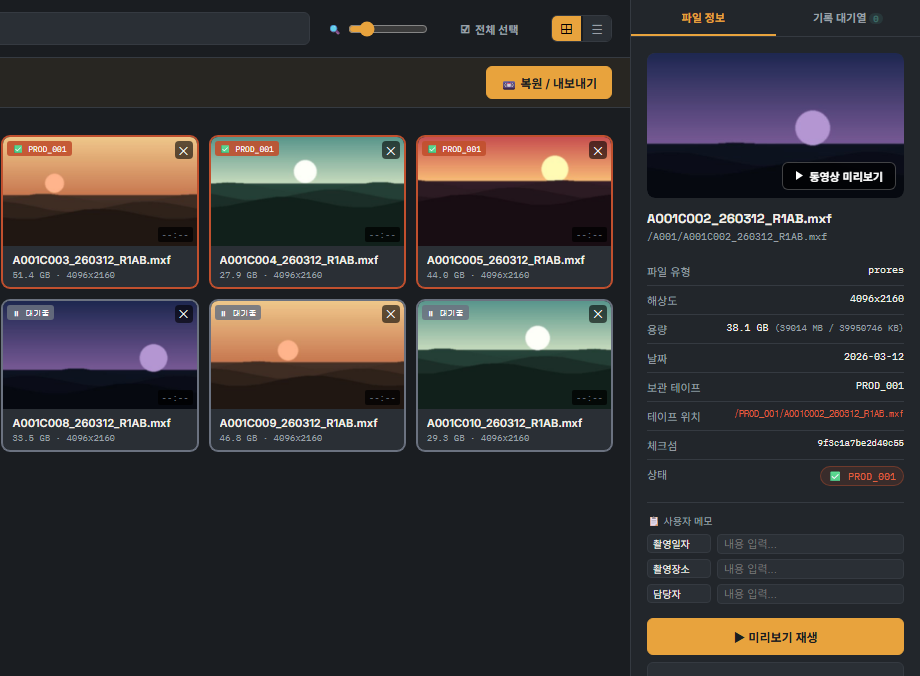 전체 선택
복원 / 내보내기
PROD_001
PROD_001
PROD_001
--:--
--:--
--:--
A001C003_260312_R1AB.mxf
A001C004_260312_R1AB.mxf
A001C005_260312_R1AB.mxf
51.4 GB · 4096x2160
27.9 GB · 4096x2160
44.0 GB · 4096x2160
대기중
대기중
대기중
--:--
--:--
--:--
A001C008_260312_R1AB.mxf
A001C009_260312_R1AB.mxf
A001C010_260312_R1AB.mxf
33.5 GB · 4096x2160
46.8 GB · 4096x2160
29.3 GB · 4096x2160
파일 정보
기록 대기열 0
동영상 미리보기
A001C002_260312_R1AB.mxf
/A001/A001C002_260312_R1AB.mxf
파일 유형 prores
해상도 4096x2160
용량 38.1 GB (39014 MB / 39950746 KB)
날짜 2026-03-12
보관 테이프 PROD_001
테이프 위치 /PROD_001/A001C002_260312_R1AB.mxf
체크섬 9f3c1a7be2d40c55
상태 PROD_001
사용자 메모
촬영일자 내용 입력...
촬영장소 내용 입력...
담당자 내용 입력...
▶ 미리보기 재생